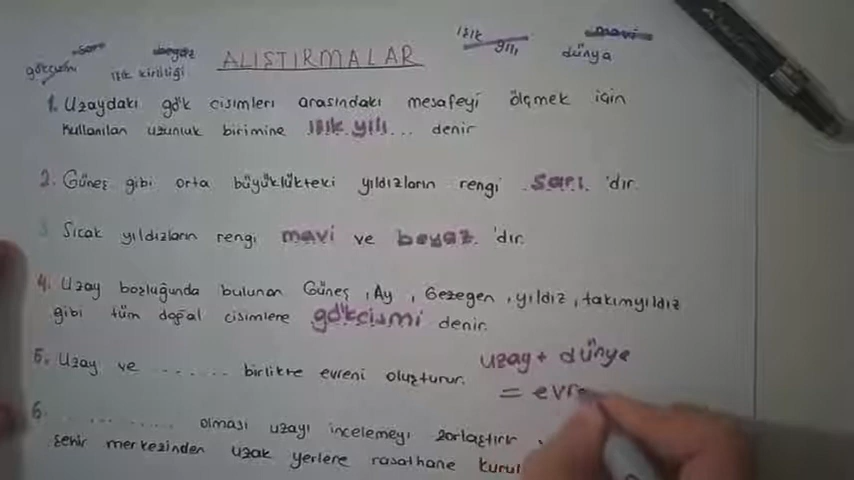 sarı beyaz ALIŞTIRMALAR ışık yılı mavi
gökcismi ışık kirliliği dünya
1. Uzaydaki gök cisimleri arasındaki mesafeyi ölçmek için
kullanılan uzunluk birimine ışık yılı... denir
2. Güneş gibi orta büyüklükteki yıldızların rengi .sarı. 'dır.
3 Sıcak yıldızların rengi mavi ve beyaz. 'dır.
4. Uzay boşluğunda bulunan Güneş, Ay, Gezegen, yıldız, takımyıldız
gibi tüm doğal cisimlere gökcismi denir.
5. Uzay ve ....... birlikte evreni oluşturur.
uzay + dünya
= evre
6. ........ olması uzayı incelemeyi zorlaştırır
şehir merkezinden uzak yerlere rasathane kurul